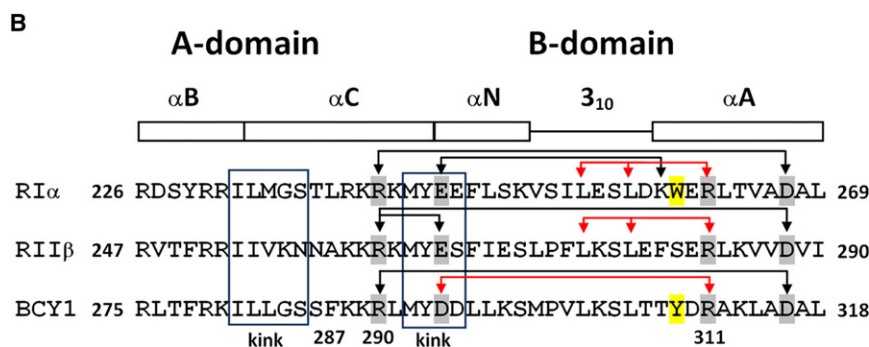 B
A-domain B-domain
αB αC αN 3₁₀ αA
RIα 226 RDSYRRILMGSTLRKRKMYEEFLSKVSILESLDKWERLTVADAL 269
RIIβ 247 RVTFRRIIVKNNAKKRKMYESFIESLPFLKSLEFSERLKVVDVI 290
BCY1 275 RLTFRKILLGSSFKKRLMYDDLLKSMPVLKSLTTYDRAKLADAL 318
kink 287 290 kink 311